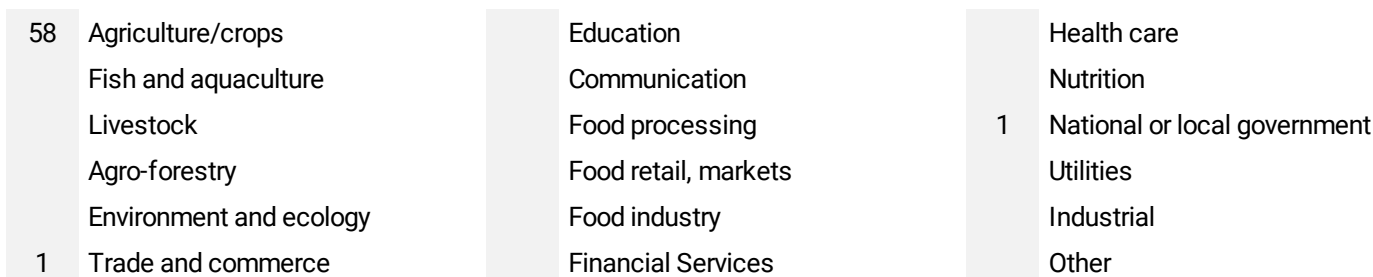 58 Agriculture/crops
Fish and aquaculture
Livestock
Agro-forestry
Environment and ecology
1 Trade and commerce
Education
Communication
Food processing
Food retail, markets
Food industry
Financial Services
Health care
Nutrition
1 National or local government
Utilities
Industrial
Other